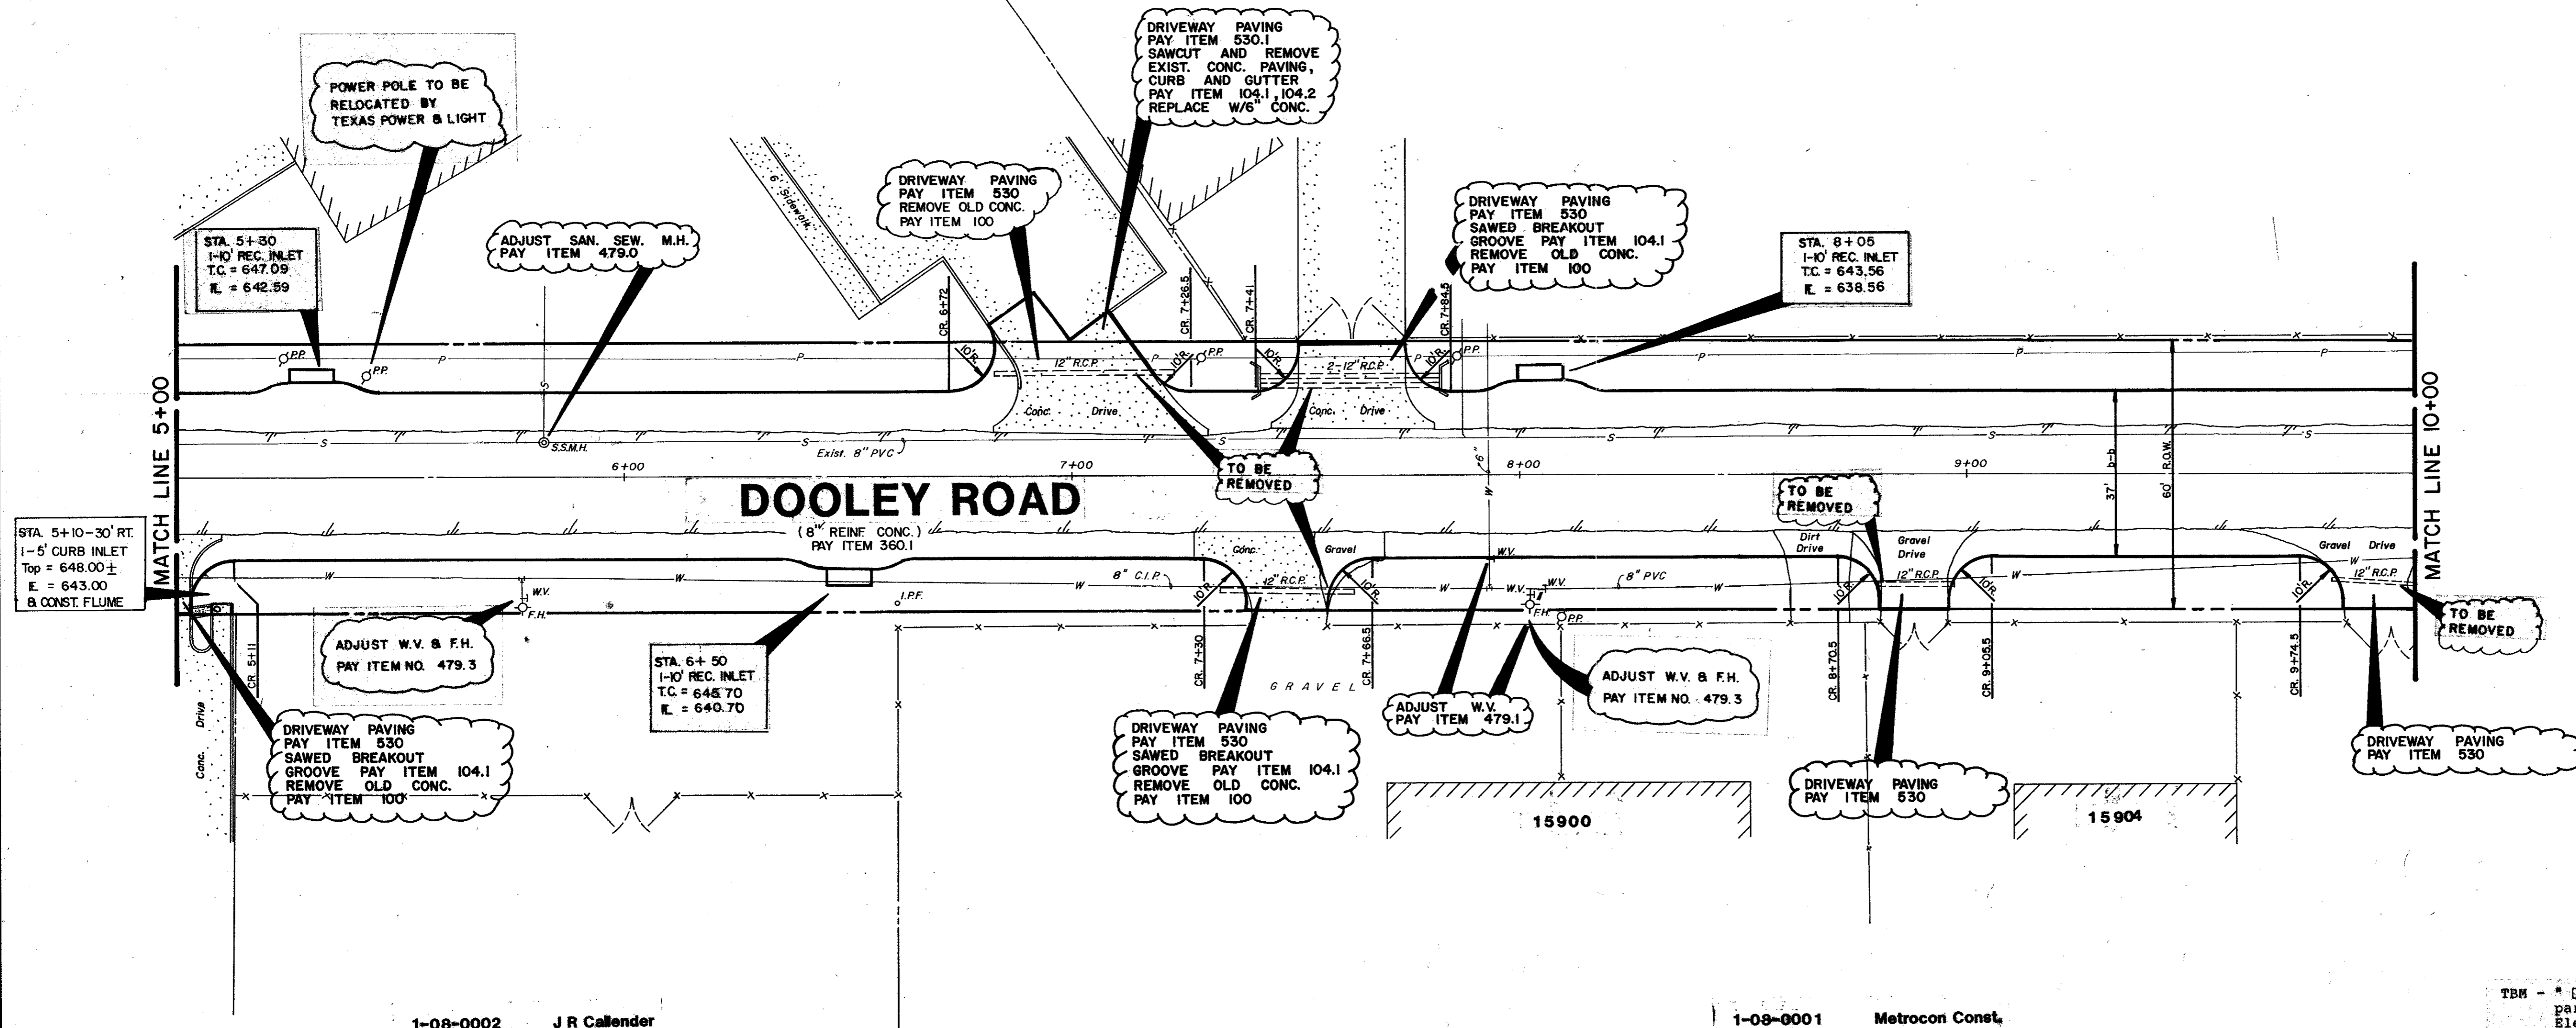 DRIVEWAY PAVING
PAY ITEM 530.1
SAWCUT AND REMOVE
EXIST. CONC. PAVING,
CURB AND GUTTER
PAY ITEM 104.1, 104.2
REPLACE W/6" CONC.
POWER POLE TO BE
RELOCATED BY
TEXAS POWER & LIGHT
6' Sidewalk
DRIVEWAY PAVING
PAY ITEM 530
REMOVE OLD CONC.
PAY ITEM 100
DRIVEWAY PAVING
PAY ITEM 530
SAWED BREAKOUT
GROOVE PAY ITEM 104.1
REMOVE OLD CONC.
PAY ITEM 100
STA. 5+30
1-10' REC. INLET
T.C. = 647.09
FL = 642.59
ADJUST SAN. SEW. M.H.
PAY ITEM 479.0
STA. 8+05
1-10' REC. INLET
T.C. = 643.56
FL = 638.56
CR. 6+72
CR. 7+26.5
CR. 7+41
CR. 7+84.5
P.P.
P.P.
P
P
P
P.P.
P
P.P.
P
P
P
10'R.
10'R.
10'R.
10'R.
12" R.C.P.
2-12" R.C.P.
Conc. Drive
Conc. Drive
MATCH LINE 5+00
MATCH LINE 10+00
S
S
S.S.M.H.
S
S
S
S
S
Exist. 8" PVC
6+00
7+00
8+00
9+00
6"
W
37' b-b
60' R.O.W.
TO BE
REMOVED
TO BE
REMOVED
DOOLEY ROAD
(8" REINF. CONC.)
PAY ITEM 360.1
STA. 5+10-30' RT.
1-5' CURB INLET
Top = 648.00±
FL = 643.00
& CONST. FLUME
Conc.
Gravel
Dirt
Drive
Gravel
Drive
Gravel Drive
W
W.V.
F.H.
W
I.P.F.
W
8" C.I.P.
12" R.C.P.
10'R.
10'R.
W
W.V.
W.V.
W.V.
F.H.
P.P.
8" PVC
W
10'R.
12" R.C.P.
10'R.
W
W
10'R.
12" R.C.P.
TO BE
REMOVED
ADJUST W.V. & F.H.
PAY ITEM NO. 479.3
STA. 6+50
1-10' REC. INLET
T.C. = 645.70
FL = 640.70
CR 5+11
Conc. Drive
CR. 7+30
CR. 7+66.5
GRAVEL
ADJUST W.V.
PAY ITEM 479.1
ADJUST W.V. & F.H.
PAY ITEM NO. 479.3
CR. 8+70.5
CR. 9+05.5
CR. 9+74.5
DRIVEWAY PAVING
PAY ITEM 530
SAWED BREAKOUT
GROOVE PAY ITEM 104.1
REMOVE OLD CONC.
PAY ITEM 100
DRIVEWAY PAVING
PAY ITEM 530
SAWED BREAKOUT
GROOVE PAY ITEM 104.1
REMOVE OLD CONC.
PAY ITEM 100
DRIVEWAY PAVING
PAY ITEM 530
DRIVEWAY PAVING
PAY ITEM 530
15900
15904
1-08-0002 J R Callender
1-08-0001 Metrocon Const.
TBM -